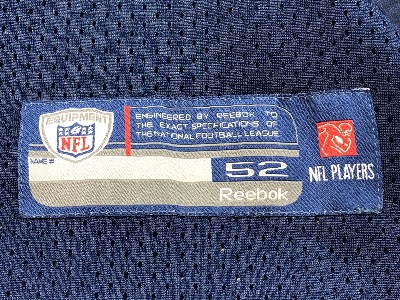 EQUIPMENT
NFL
ENGINEERED BY REEBOK TO
THE EXACT SPECIFICATIONS OF
THE NATIONAL FOOTBALL LEAGUE
NAME #
52
Reebok
NFL PLAYERS